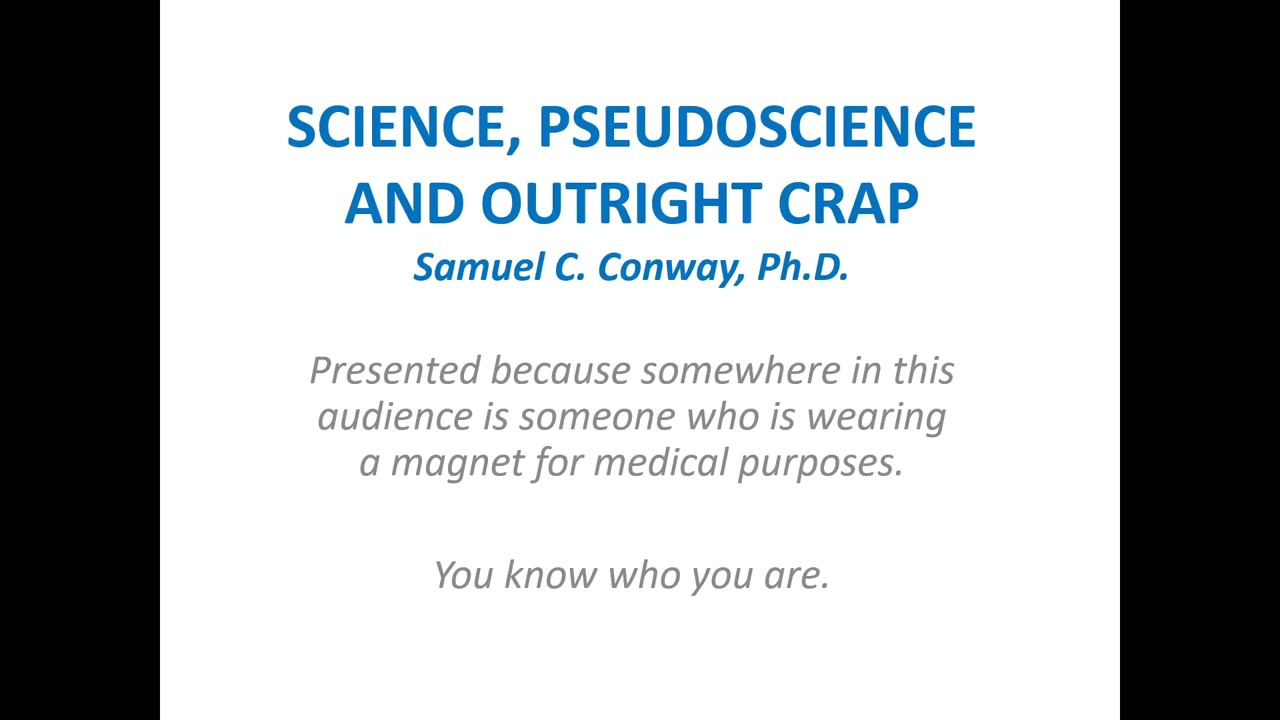 SCIENCE, PSEUDOSCIENCE
AND OUTRIGHT CRAP
Samuel C. Conway, Ph.D.
Presented because somewhere in this
audience is someone who is wearing
a magnet for medical purposes.
You know who you are.